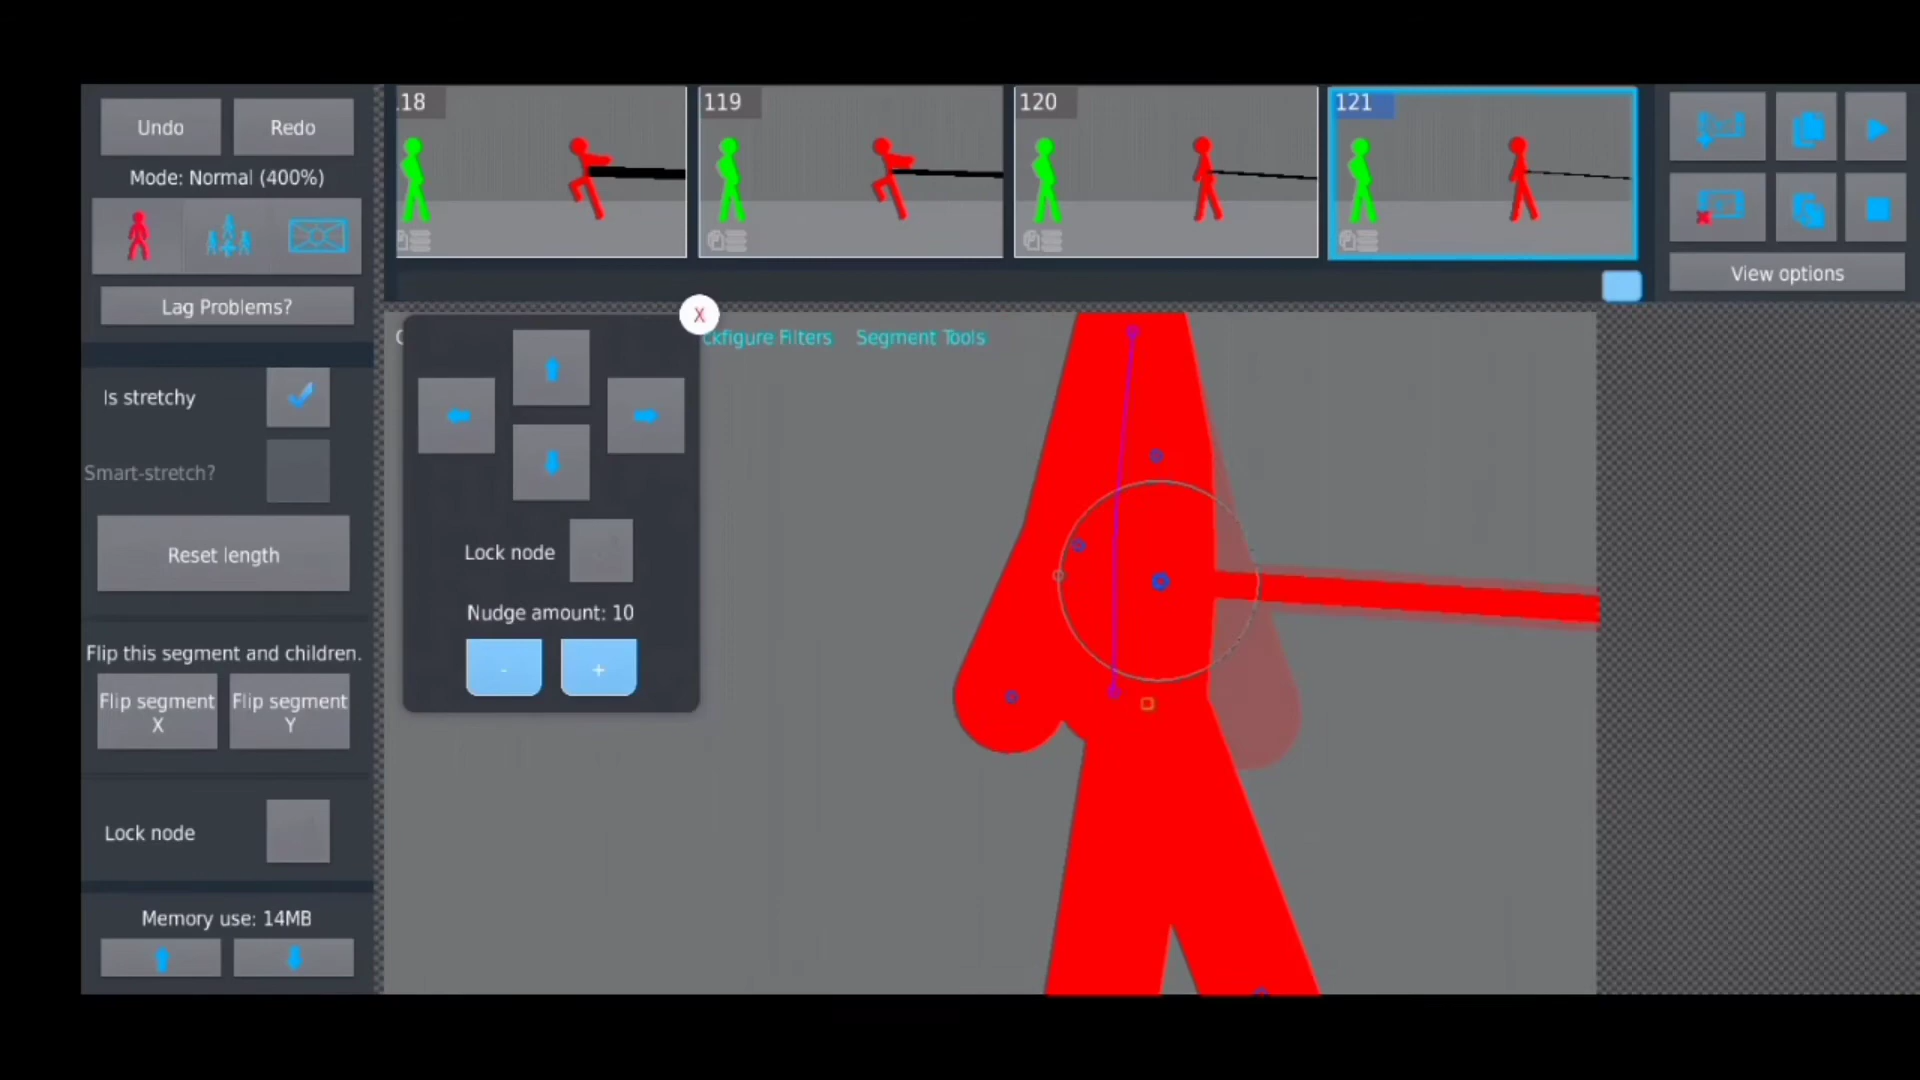 Undo
Redo
Mode: Normal (400%)
Lag Problems?
.18
119
120
121
View options
X
ckfigure Filters
Segment Tools
Is stretchy
Smart-stretch?
Reset length
Lock node
Nudge amount: 10
-
+
Flip this segment and children.
Flip segment
X
Flip segment
Y
Lock node
Memory use: 14MB